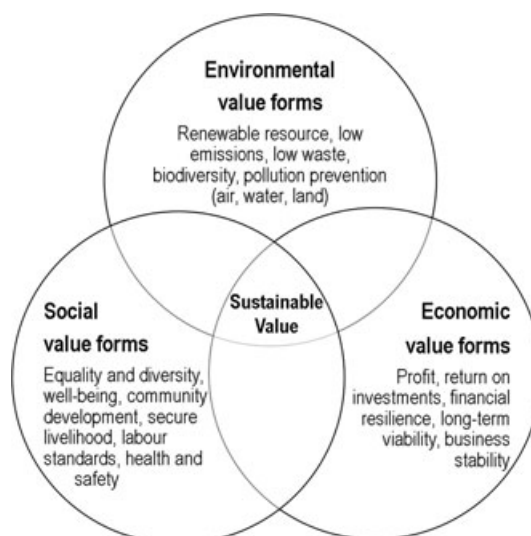 Environmental
value forms
Renewable resource, low
emissions, low waste,
biodiversity, pollution prevention
(air, water, land)
Sustainable
Value
Social
value forms
Equality and diversity,
well-being, community
development, secure
livelihood, labour
standards, health and
safety
Economic
value forms
Profit, return on
investments, financial
resilience, long-term
viability, business
stability